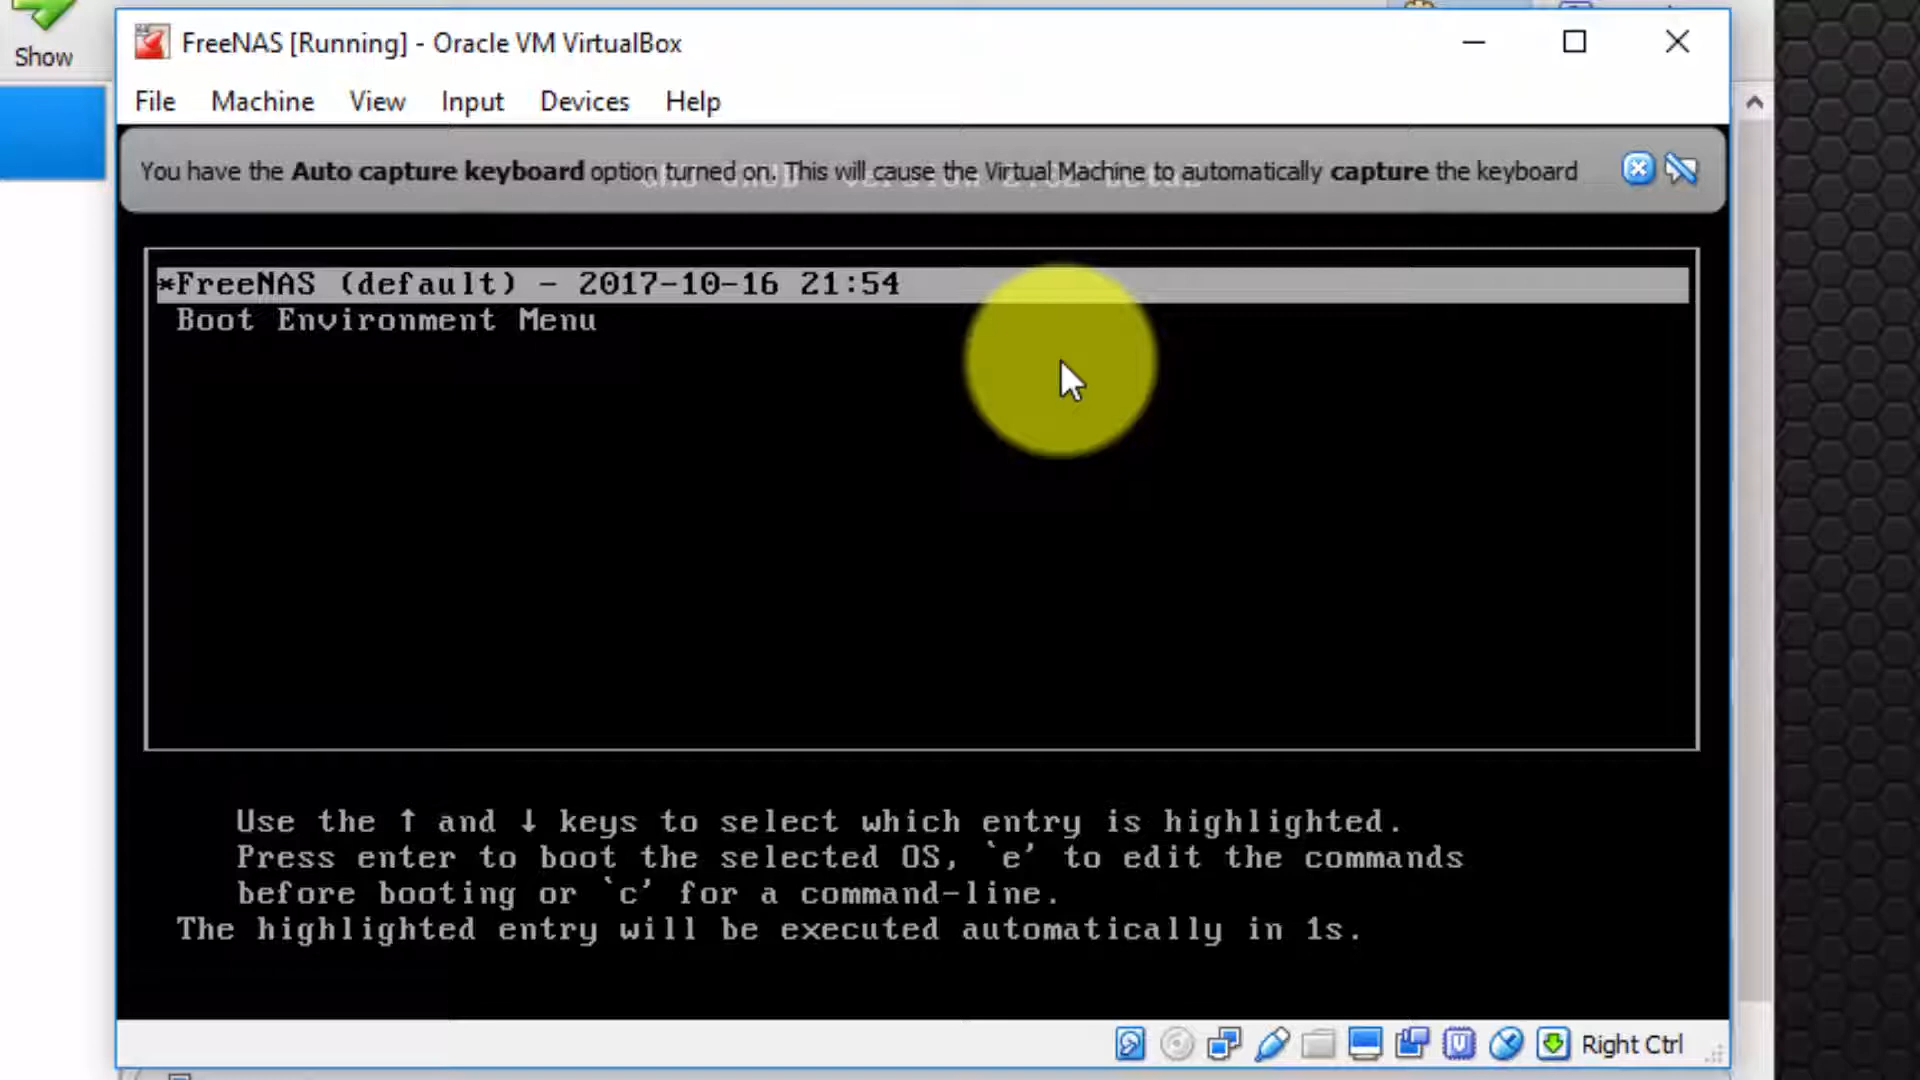 Show
FreeNAS [Running] - Oracle VM VirtualBox
File Machine View Input Devices Help
You have the Auto capture keyboard option turned on. This will cause the Virtual Machine to automatically capture the keyboard
*FreeNAS (default) - 2017-10-16 21:54
Boot Environment Menu
Use the ↑ and ↓ keys to select which entry is highlighted.
Press enter to boot the selected OS, `e' to edit the commands
before booting or `c' for a command-line.
The highlighted entry will be executed automatically in 1s.
Right Ctrl